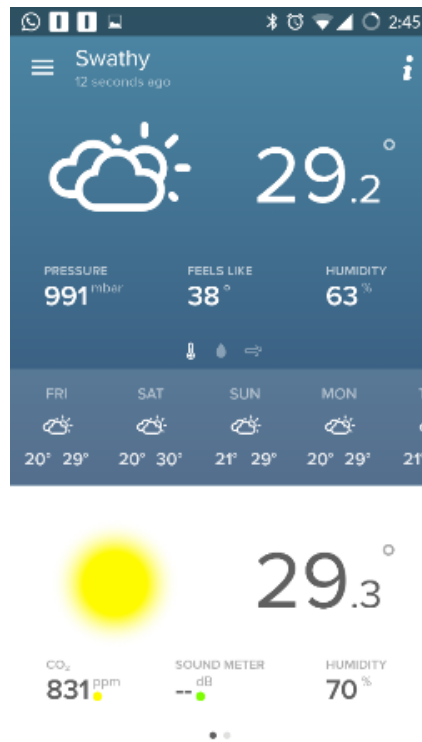 2:45
Swathy
12 seconds ago
29.2°
PRESSURE FEELS LIKE HUMIDITY
991 mbar 38° 63%
FRI SAT SUN MON
20° 29° 20° 30° 21° 29° 20° 29° 21°
29.3°
CO₂ SOUND METER HUMIDITY
831 ppm -- dB 70%